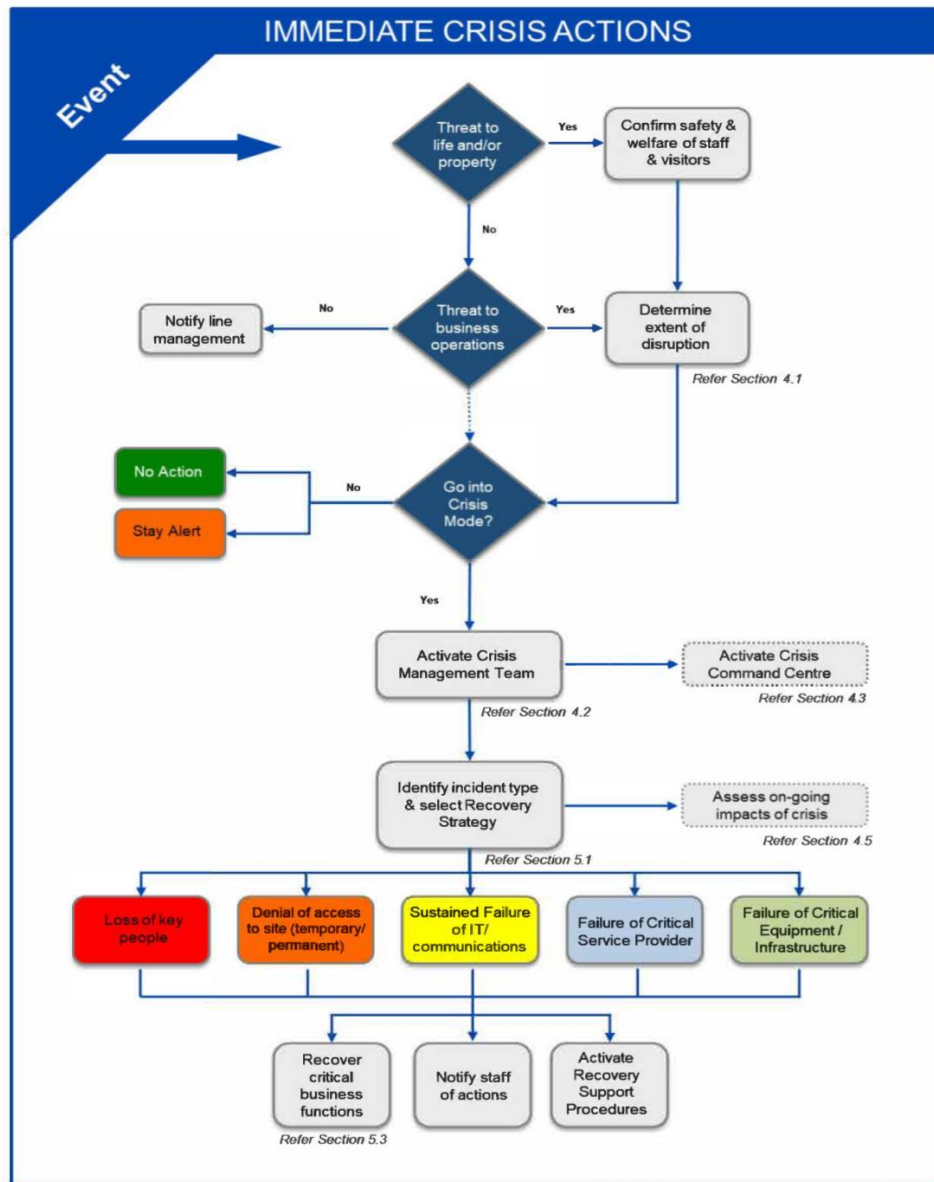 IMMEDIATE CRISIS ACTIONS
Event
Threat to
life and/or
property
Yes
Confirm safety &
welfare of staff
& visitors
No
Notify line
management
No
Threat to
business
operations
Yes
Determine
extent of
disruption
Refer Section 4.1
No Action
Stay Alert
No
Go into
Crisis
Mode?
Yes
Activate Crisis
Management Team
Refer Section 4.2
Activate Crisis
Command Centre
Refer Section 4.3
Identify incident type
& select Recovery
Strategy
Refer Section 5.1
Assess on-going
impacts of crisis
Refer Section 4.5
Loss of key
people
Denial of access
to site (temporary/
permanent)
Sustained Failure
of IT/
communications
Failure of Critical
Service Provider
Failure of Critical
Equipment /
Infrastructure
Recover
critical
business
functions
Refer Section 5.3
Notify staff
of actions
Activate
Recovery
Support
Procedures